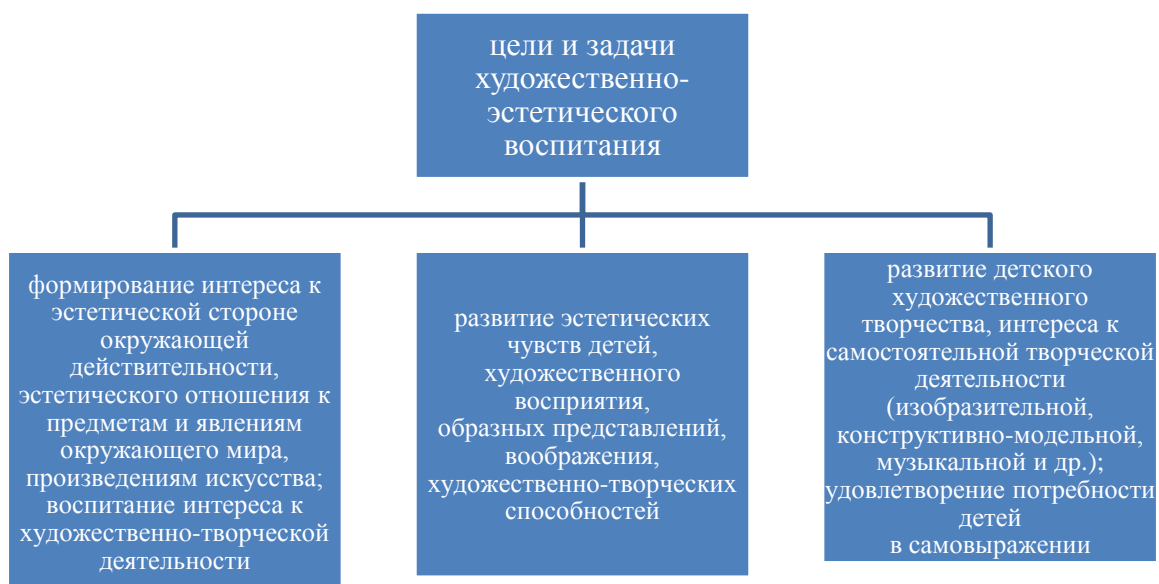 цели и задачи
художественно-
эстетического
воспитания
формирование интереса к
эстетической стороне
окружающей
действительности,
эстетического отношения к
предметам и явлениям
окружающего мира,
произведениям искусства;
воспитание интереса к
художественно-творческой
деятельности
развитие эстетических
чувств детей,
художественного
восприятия,
образных представлений,
воображения,
художественно-творческих
способностей
развитие детского
художественного
творчества, интереса к
самостоятельной творческой
деятельности
(изобразительной,
конструктивно-модельной,
музыкальной и др.);
удовлетворение потребности
детей
в самовыражении